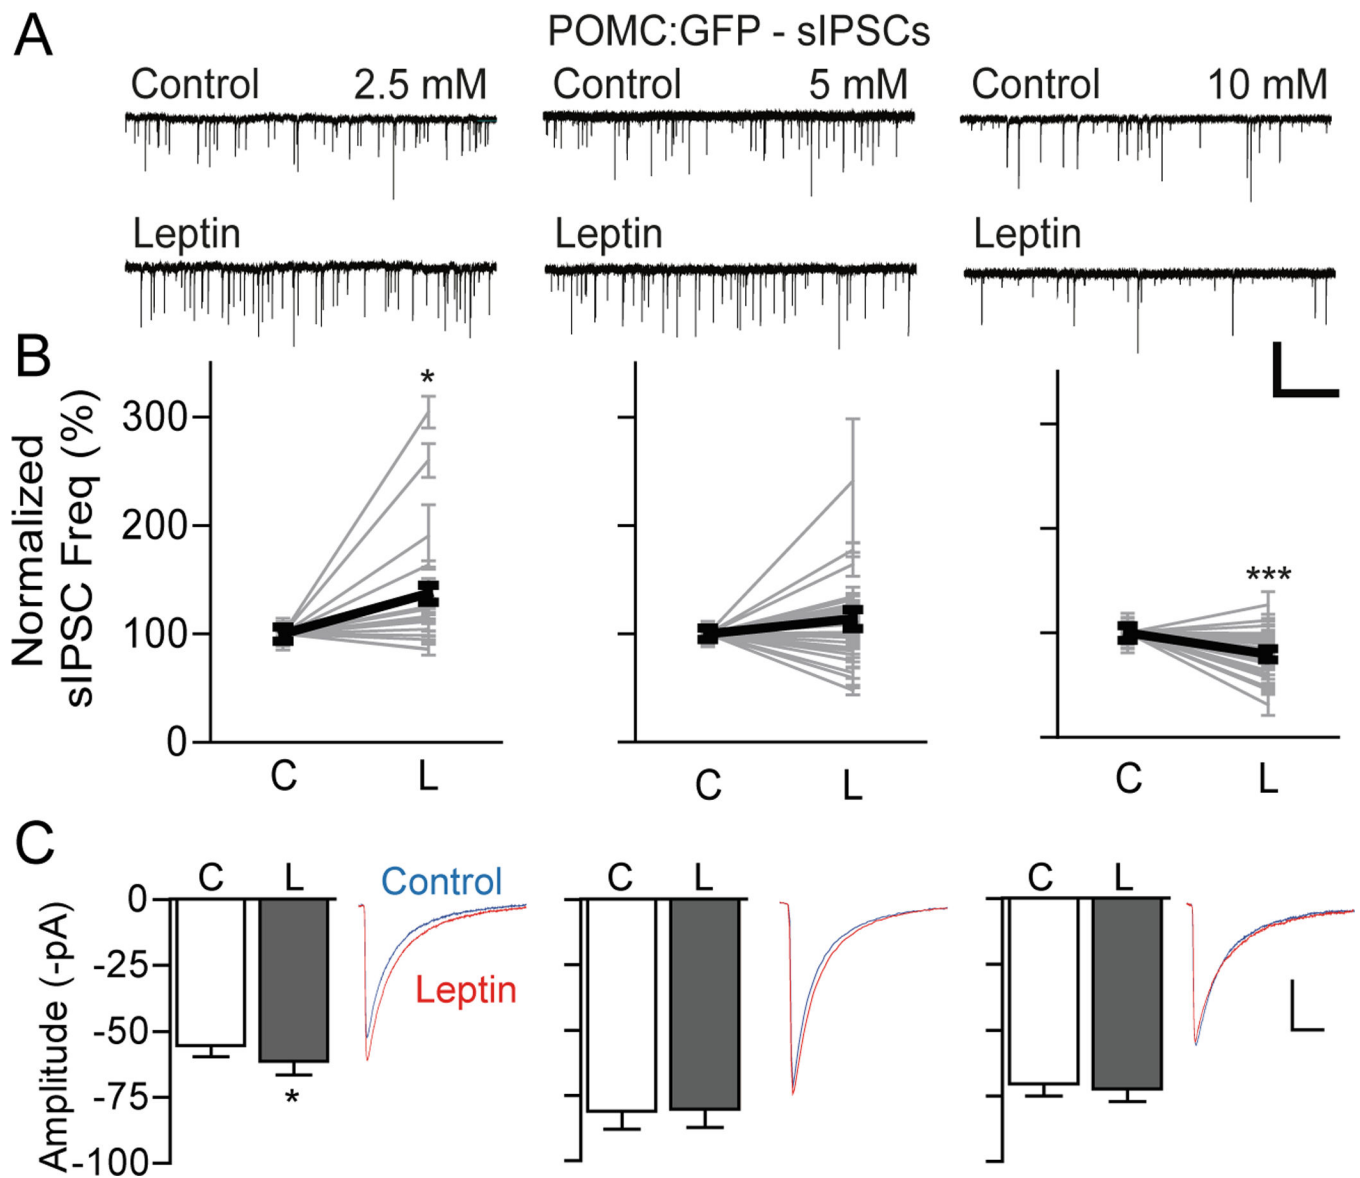 A
POMC:GFP - sIPSCs
Control 2.5 mM
Control 5 mM
Control 10 mM
Leptin
Leptin
Leptin
B
Normalized
sIPSC Freq (%)
300
200
100
0
*
***
C L
C L
C L
C
Amplitude (-pA)
0
-25
-50
-75
-100
C L
*
Control
Leptin
C L
C L